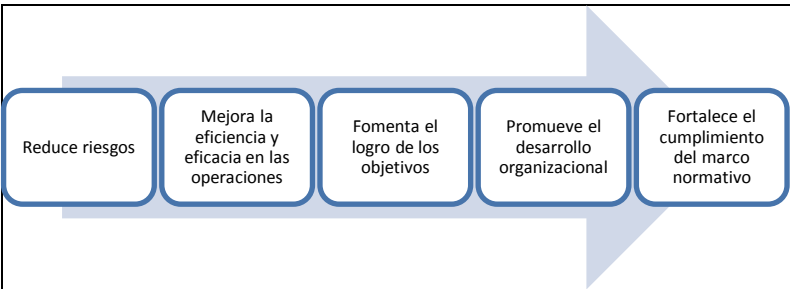 Reduce riesgos
Mejora la
eficiencia y
eficacia en las
operaciones
Fomenta el
logro de los
objetivos
Promueve el
desarrollo
organizacional
Fortalece el
cumplimiento
del marco
normativo